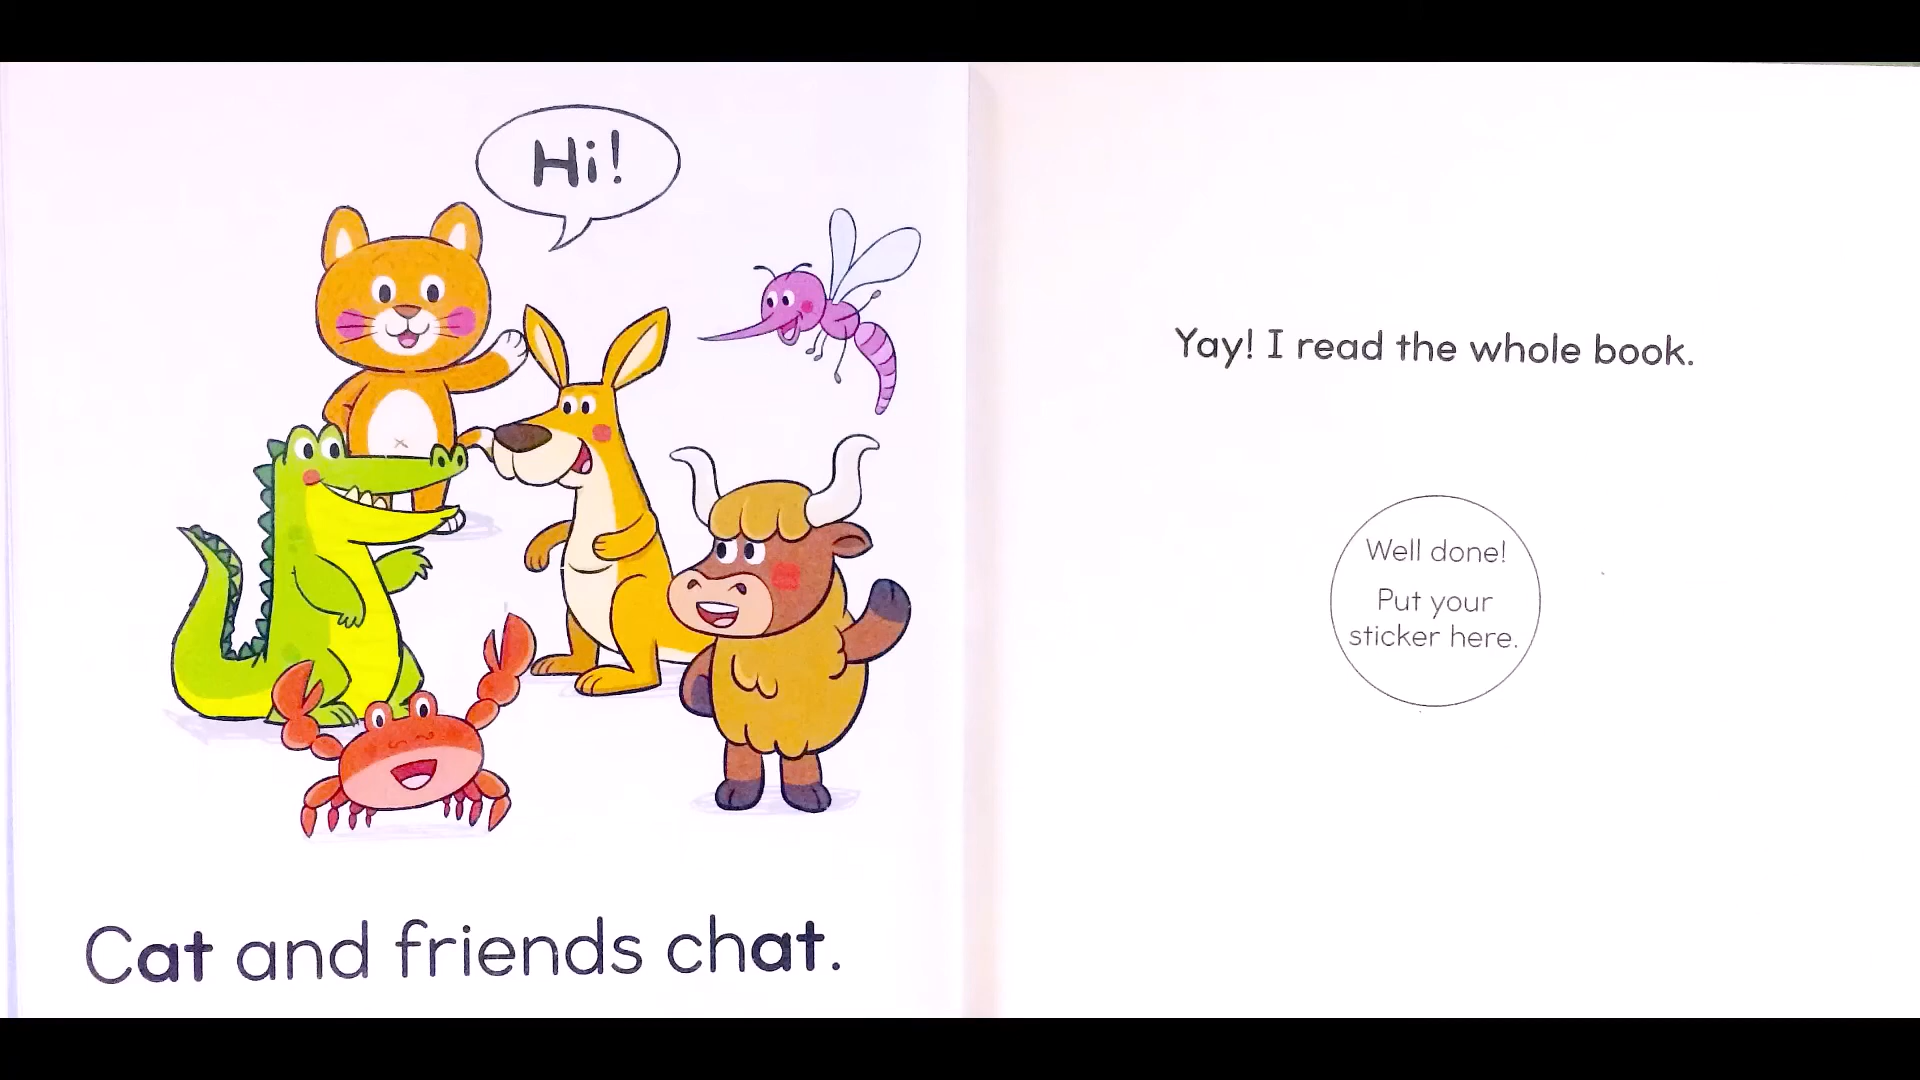 Hi!
Cat and friends chat.
Yay! I read the whole book.
Well done!
Put your
sticker here.